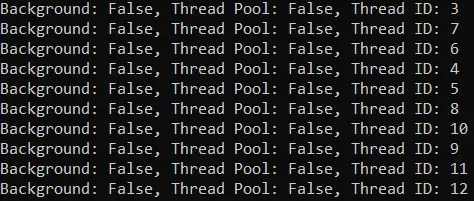 Background: False, Thread Pool: False, Thread ID: 3
Background: False, Thread Pool: False, Thread ID: 7
Background: False, Thread Pool: False, Thread ID: 6
Background: False, Thread Pool: False, Thread ID: 4
Background: False, Thread Pool: False, Thread ID: 5
Background: False, Thread Pool: False, Thread ID: 8
Background: False, Thread Pool: False, Thread ID: 10
Background: False, Thread Pool: False, Thread ID: 9
Background: False, Thread Pool: False, Thread ID: 11
Background: False, Thread Pool: False, Thread ID: 12